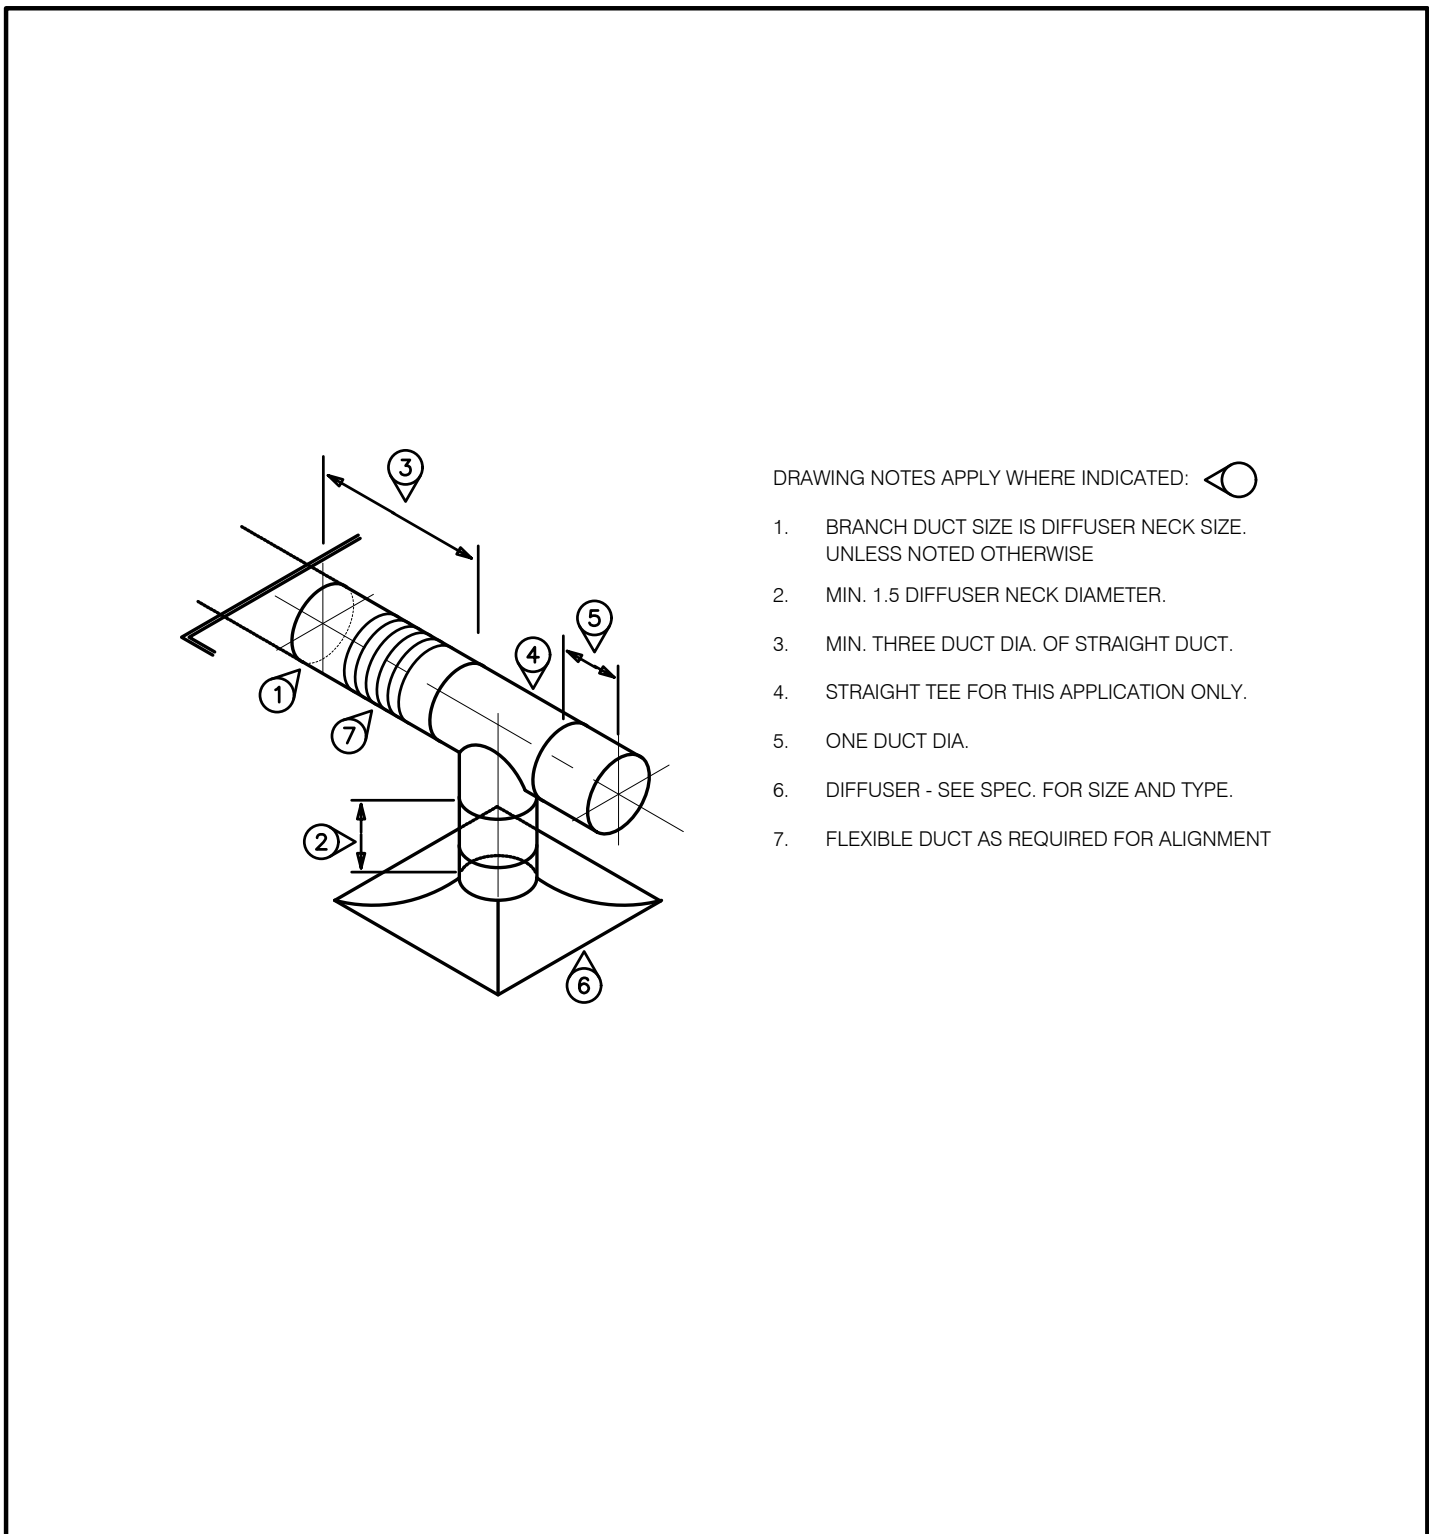 3
5
4
1
7
2
6
DRAWING NOTES APPLY WHERE INDICATED:
1. BRANCH DUCT SIZE IS DIFFUSER NECK SIZE.
UNLESS NOTED OTHERWISE
2. MIN. 1.5 DIFFUSER NECK DIAMETER.
3. MIN. THREE DUCT DIA. OF STRAIGHT DUCT.
4. STRAIGHT TEE FOR THIS APPLICATION ONLY.
5. ONE DUCT DIA.
6. DIFFUSER - SEE SPEC. FOR SIZE AND TYPE.
7. FLEXIBLE DUCT AS REQUIRED FOR ALIGNMENT